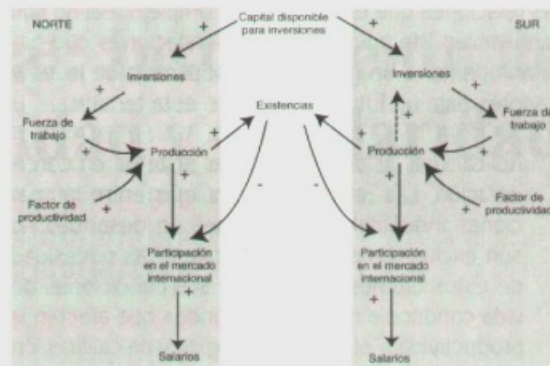 NORTE
Capital disponible
para inversiones
SUR
+
+
Inversiones
Inversiones
+
+
+
Existencias
Fuerza de
trabajo
Fuerza de
trabajo
+
+
+
+
Producción
Producción
+
+
+
+
Factor de
productividad
Factor de
productividad
-
-
Participación
en el mercado
internacional
Participación
en el mercado
internacional
+
+
Salarios
Salarios